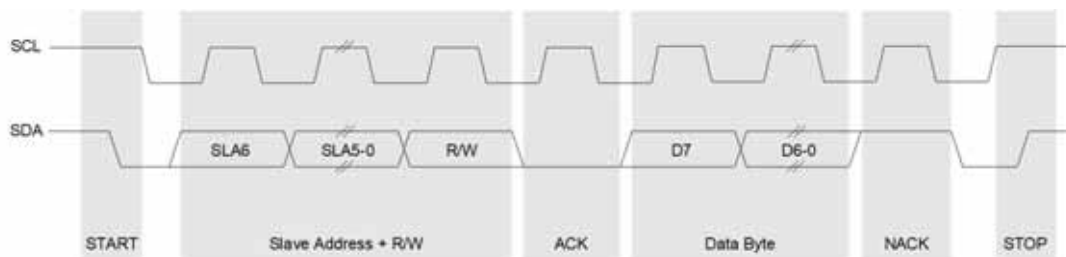 SCL
SDA
SLA6 SLA5-0 R/W D7 D6-0
START Slave Address + R/W ACK Data Byte NACK STOP